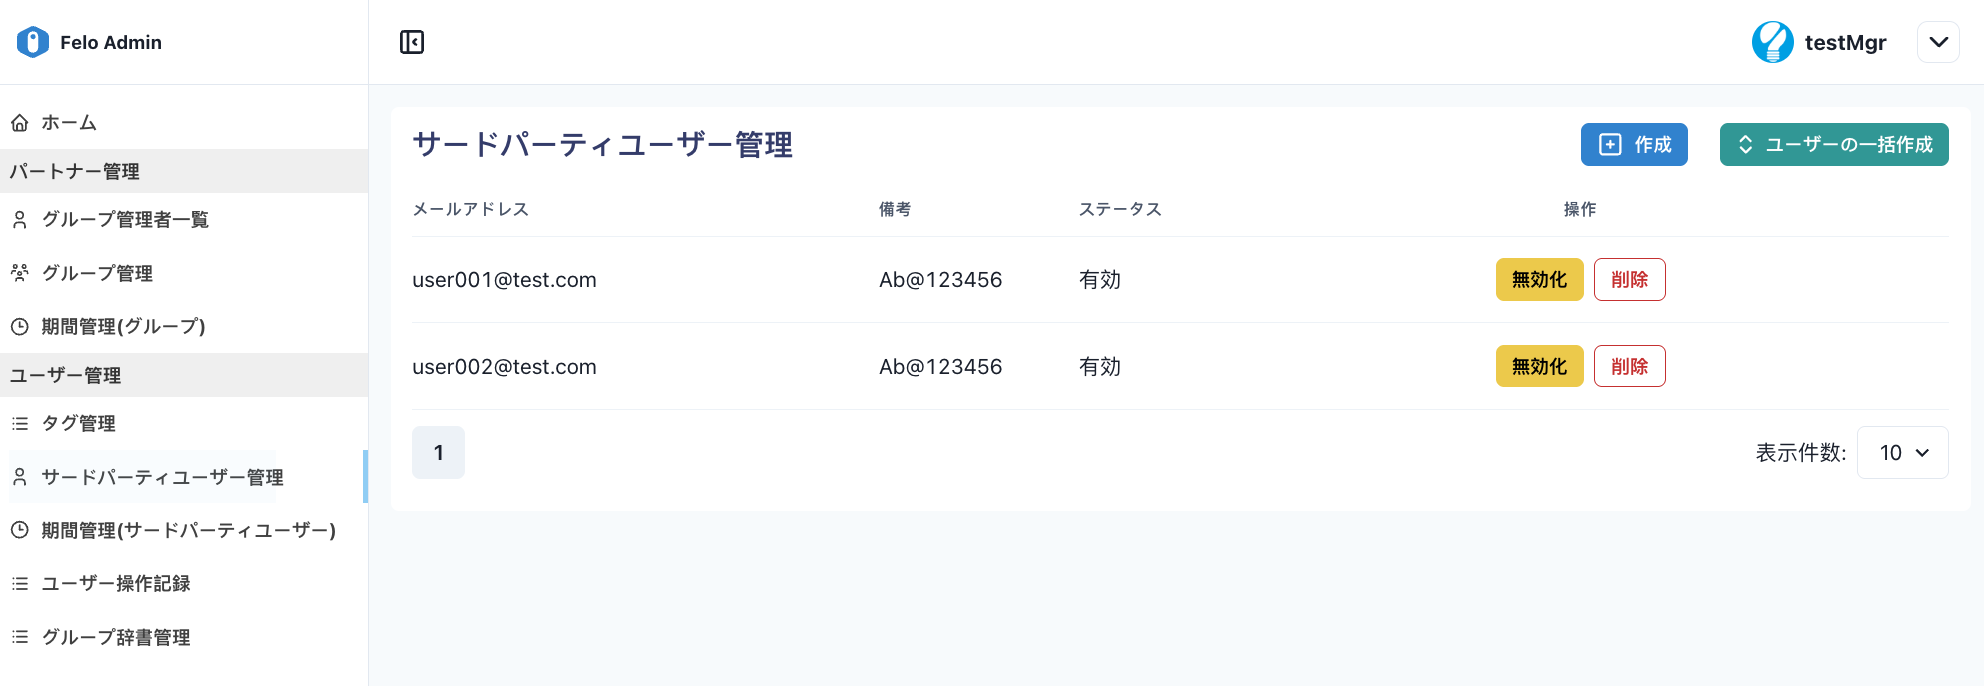 Felo Admin
testMgr
ホーム
パートナー管理
グループ管理者一覧
グループ管理
期間管理(グループ)
ユーザー管理
タグ管理
サードパーティユーザー管理
期間管理(サードパーティユーザー)
ユーザー操作記録
グループ辞書管理
サードパーティユーザー管理
作成
ユーザーの一括作成
メールアドレス 備考 ステータス 操作
user001@test.com Ab@123456 有効 無効化 削除
user002@test.com Ab@123456 有効 無効化 削除
1
表示件数: 10